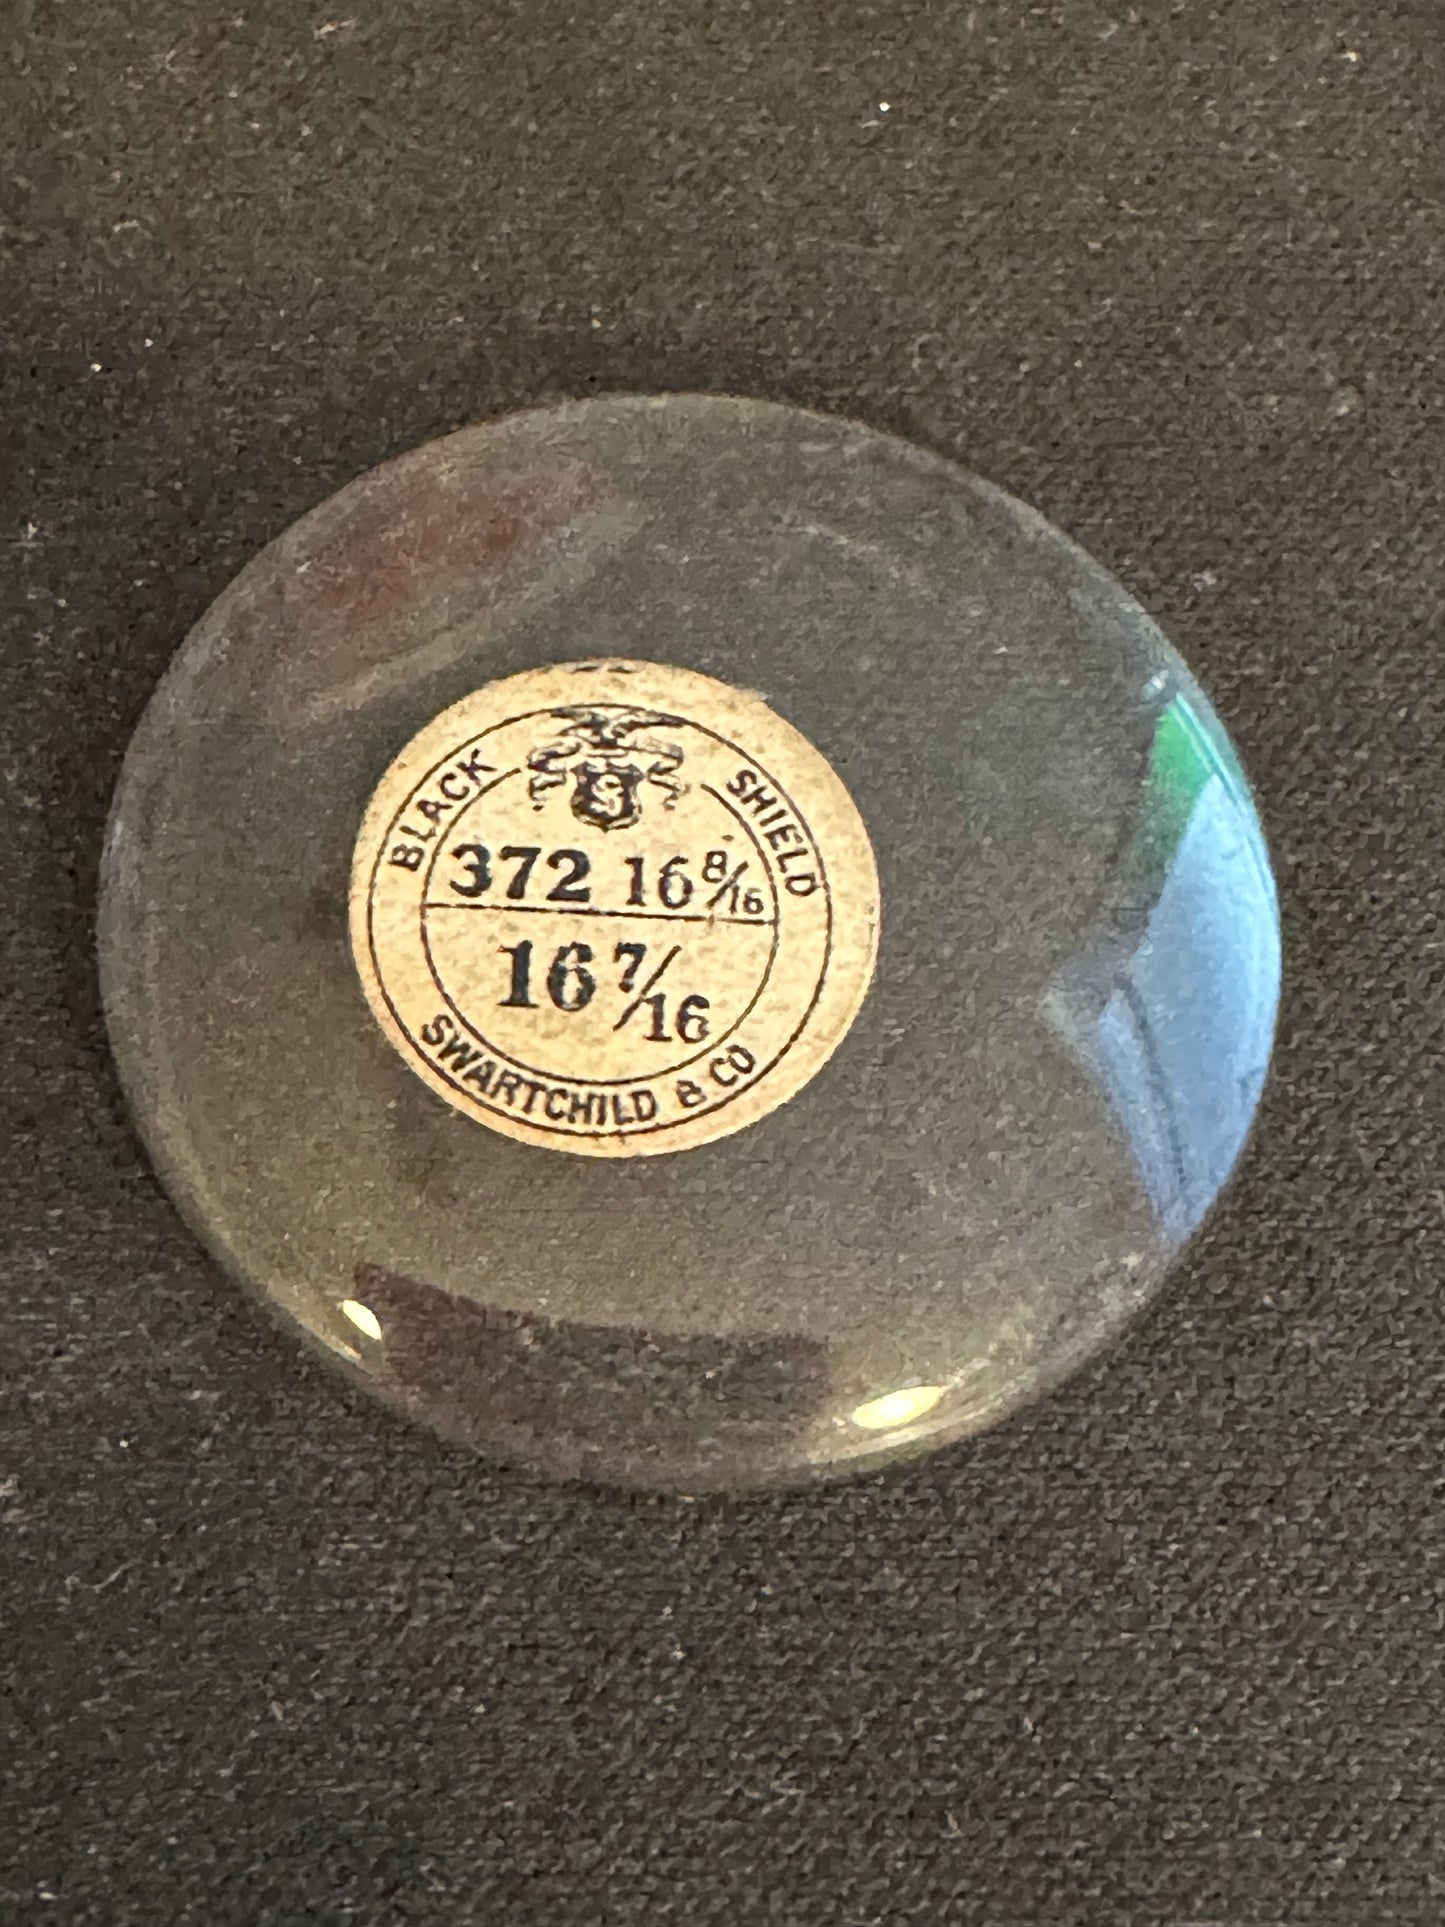 BLACK SHIELD
S
372 16 8/16
16 7/16
SWARTCHILD & CO